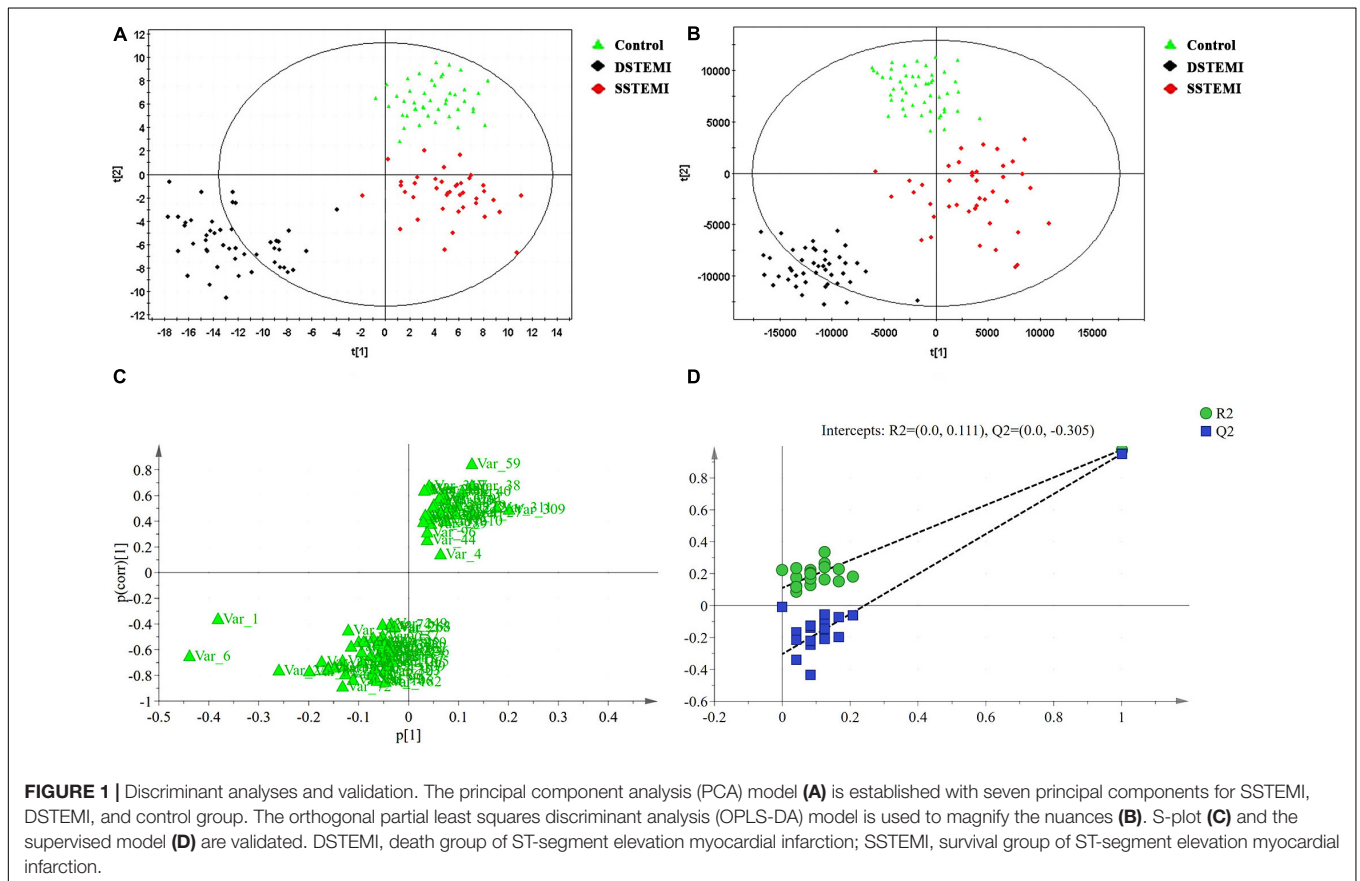 A
12
10
8
6
4
2
0
-2
-4
-6
-8
-10
-12
t[2]
-18 -16 -14 -12 -10 -8 -6 -4 -2 0 2 4 6 8 10 12 14
t[1]
Control
DSTEMI
SSTEMI
B
10000
5000
0
-5000
-10000
t[2]
-15000 -10000 -5000 0 5000 10000 15000
t[1]
Control
DSTEMI
SSTEMI
C
0.8
0.6
0.4
0.2
0
-0.2
-0.4
-0.6
-0.8
-1
p(corr)[1]
Var_59
Var_38
Var_309
Var_96
Var_44
Var_4
Var_1
Var_6
Var_72
-0.5 -0.4 -0.3 -0.2 -0.1 0 0.1 0.2 0.3 0.4
p[1]
D
Intercepts: R2=(0.0, 0.111), Q2=(0.0, -0.305)
R2
Q2
0.8
0.6
0.4
0.2
0
-0.2
-0.4
-0.6
-0.2 0 0.2 0.4 0.6 0.8 1
FIGURE 1 | Discriminant analyses and validation. The principal component analysis (PCA) model (A) is established with seven principal components for SSTEMI,
DSTEMI, and control group. The orthogonal partial least squares discriminant analysis (OPLS-DA) model is used to magnify the nuances (B). S-plot (C) and the
supervised model (D) are validated. DSTEMI, death group of ST-segment elevation myocardial infarction; SSTEMI, survival group of ST-segment elevation myocardial
infarction.